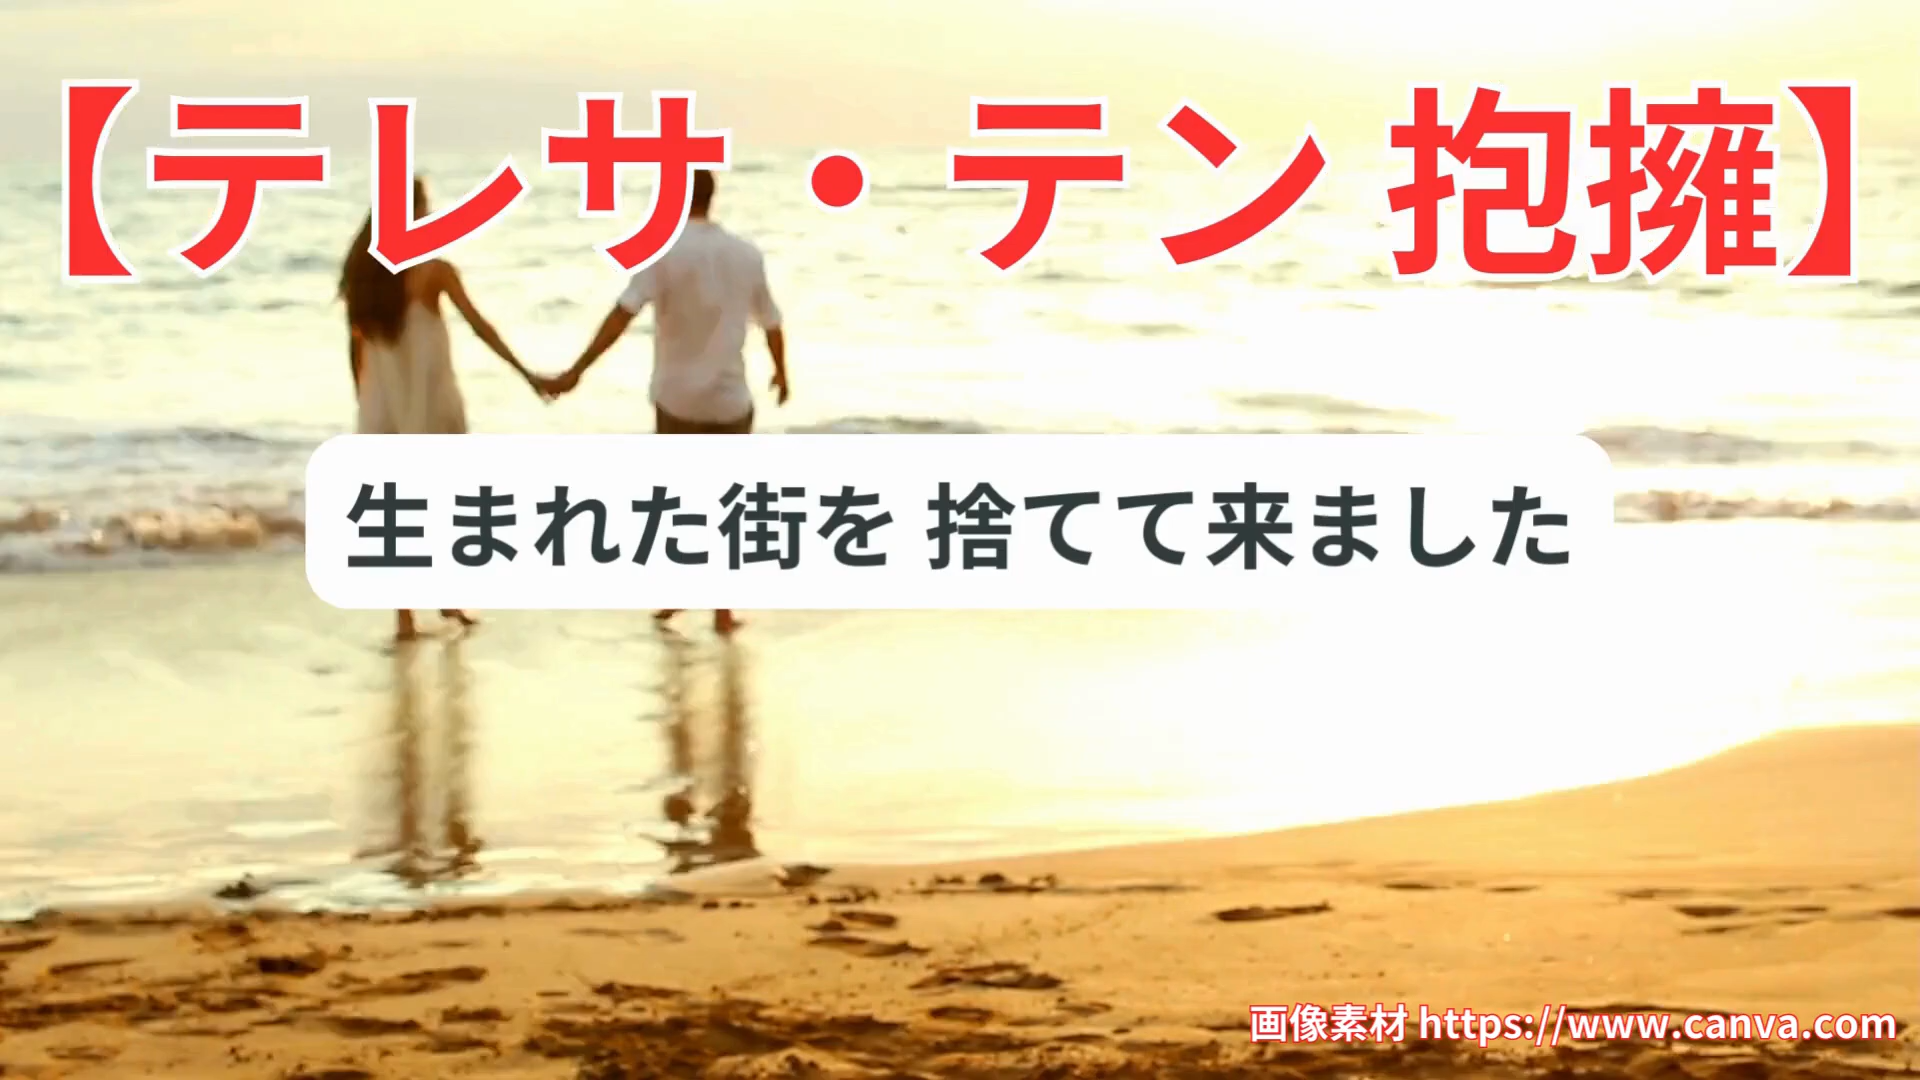 【テレサ・テン 抱擁】
生まれた街を 捨てて来ました
画像素材 https://www.canva.com